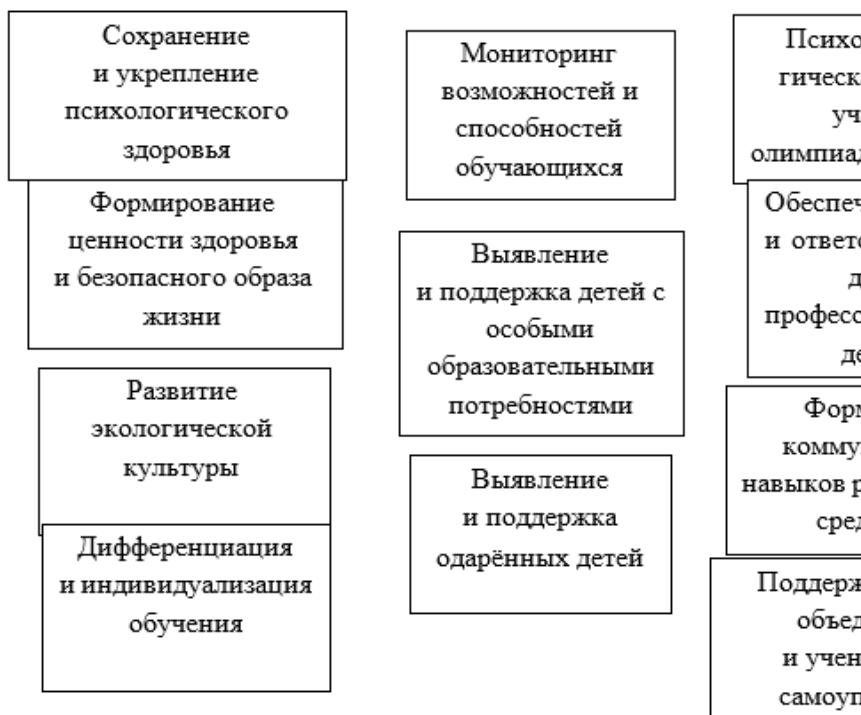 Сохранение
и укрепление
психологического
здоровья
Формирование
ценности здоровья
и безопасного образа
жизни
Развитие
экологической
культуры
Дифференциация
и индивидуализация
обучения
Мониторинг
возможностей и
способностей
обучающихся
Выявление
и поддержка детей с
особыми
образовательными
потребностями
Выявление
и поддержка
одарённых детей
и
навыков
и